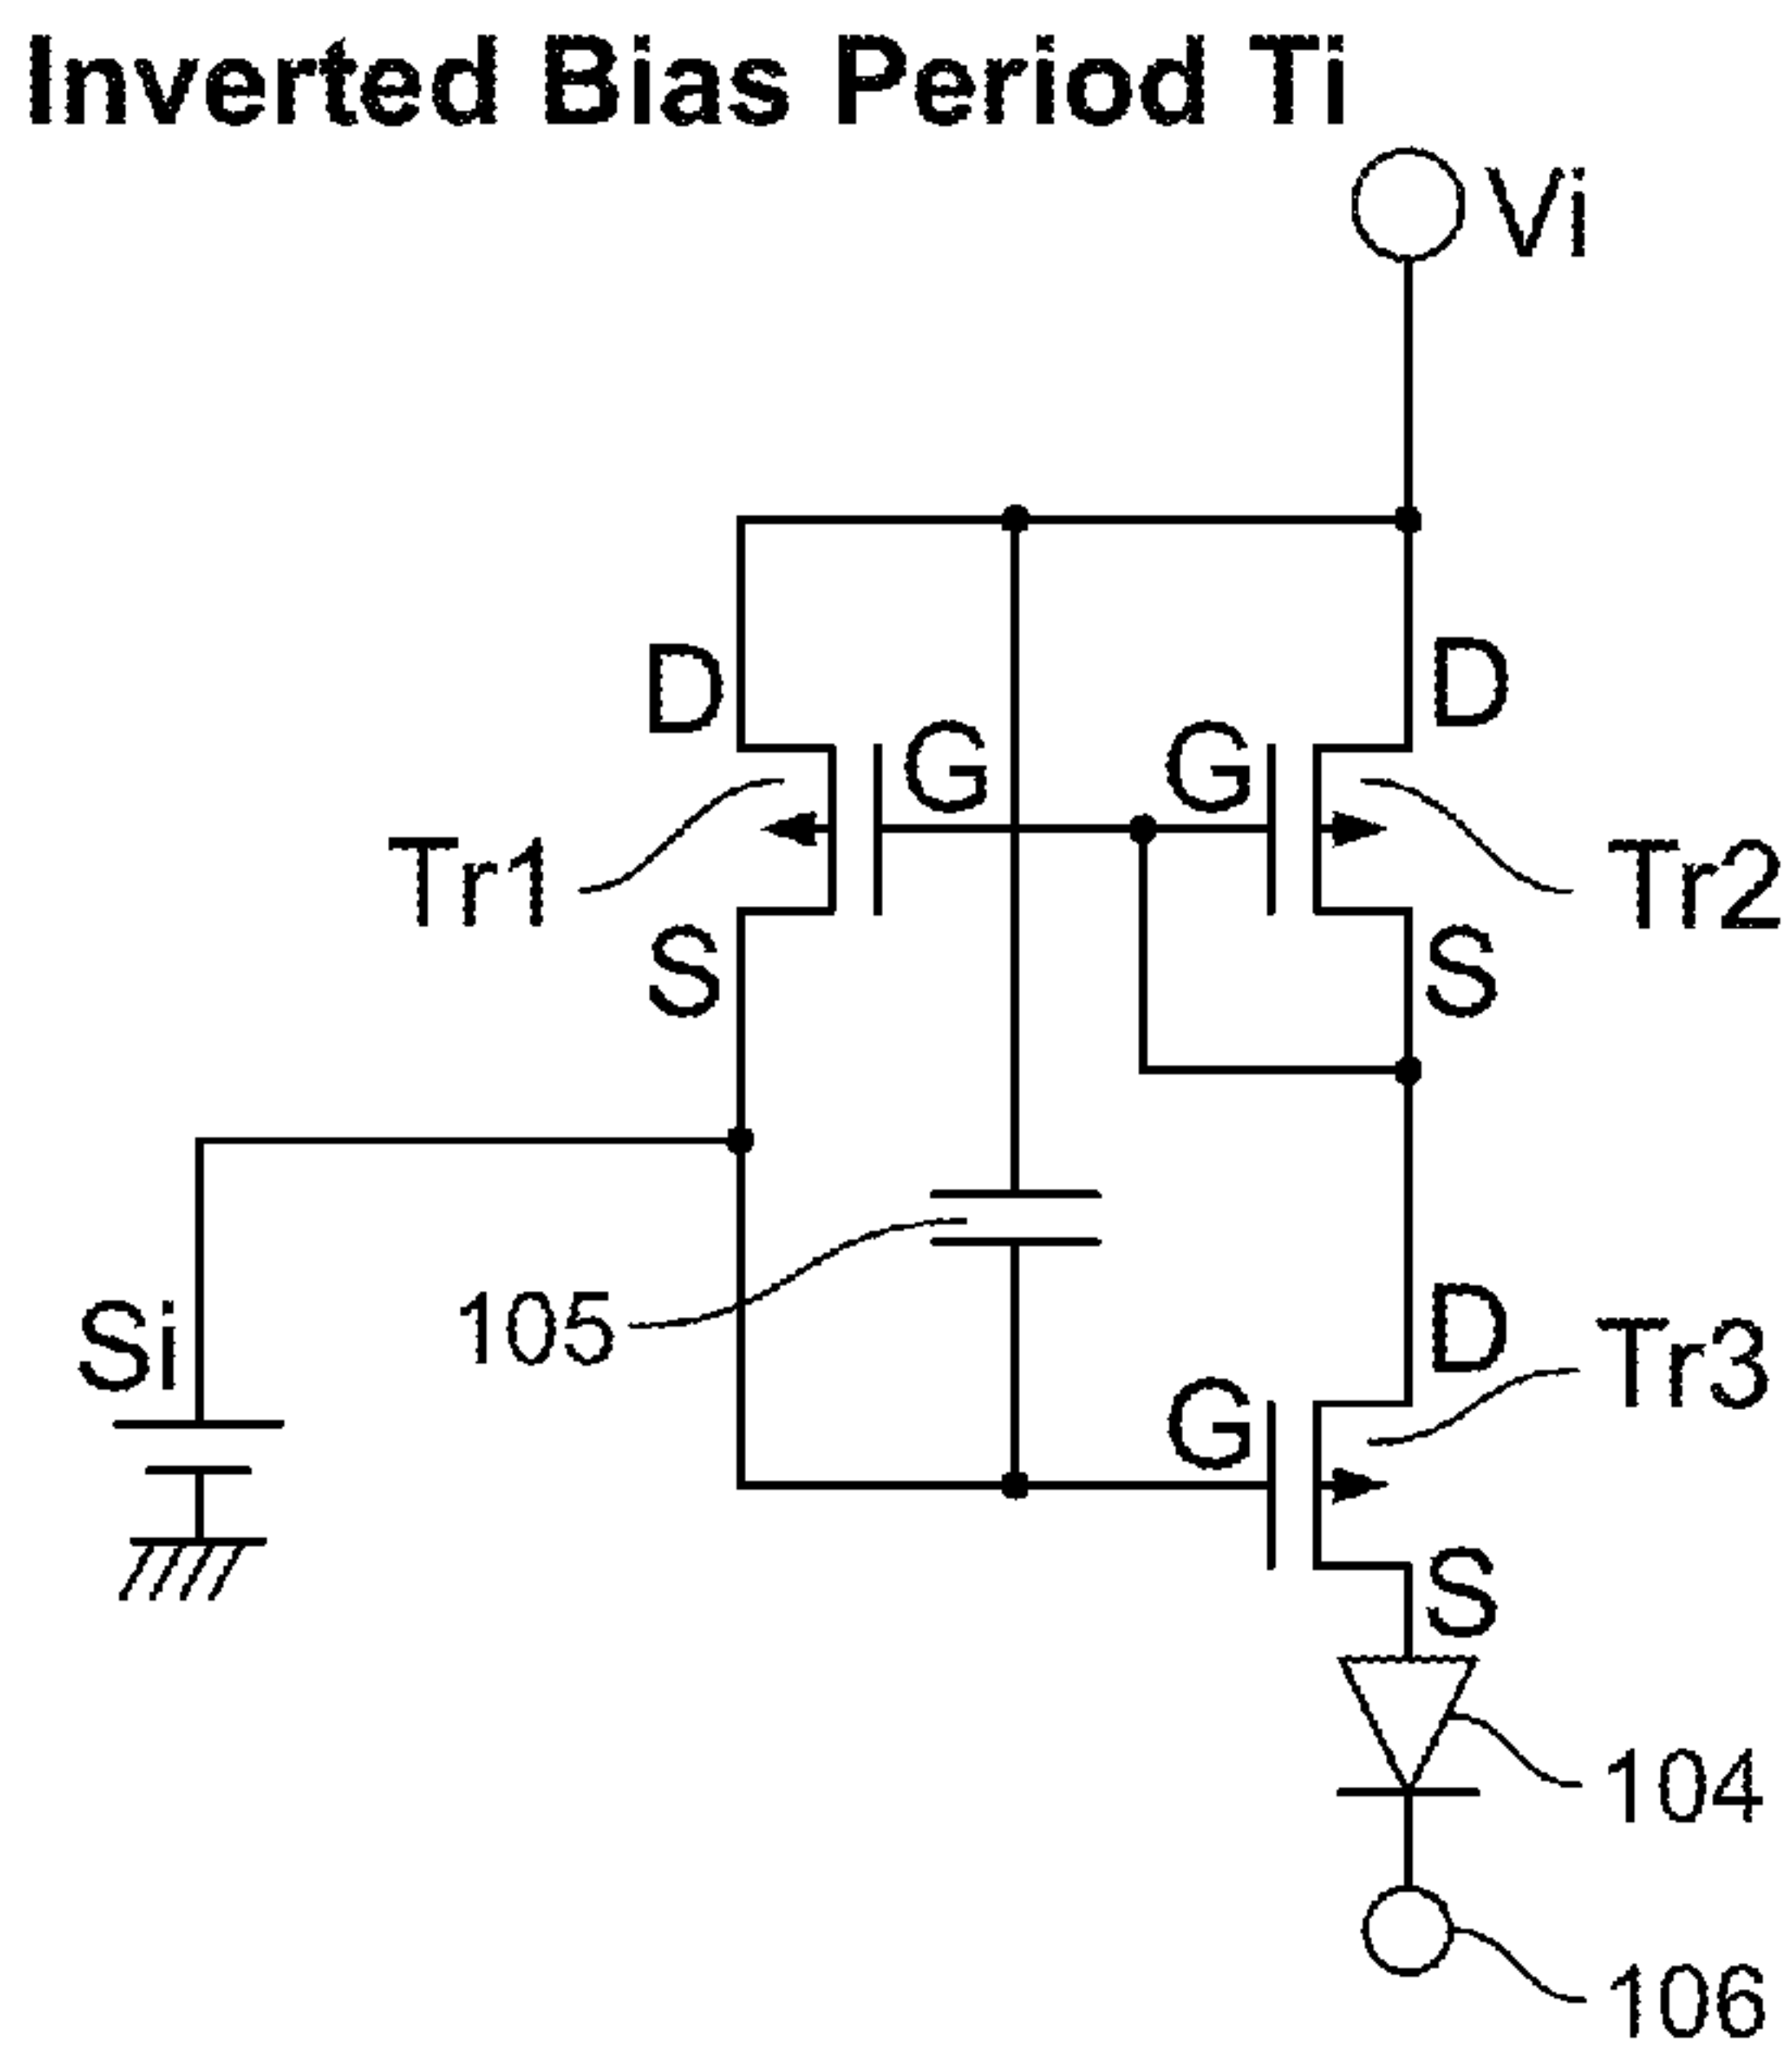 Inverted Bias Period Ti
Vi
D
D
G
G
Tr1
Tr2
S
S
Si
105
D
Tr3
G
S
104
106